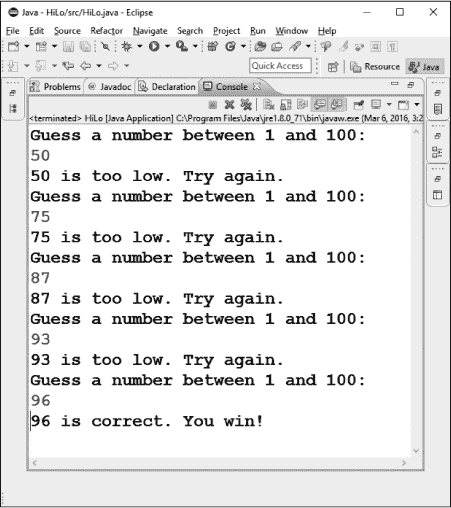 Java - HiLo/src/HiLo.java - Eclipse
File Edit Source Refactor Navigate Search Project Run Window Help
Quick Access Resource Java
Problems @ Javadoc Declaration Console
<terminated> HiLo [Java Application] C:\Program Files\Java\jre1.8.0_71\bin\javaw.exe (Mar 6, 2016, 3:2
Guess a number between 1 and 100:
50
50 is too low. Try again.
Guess a number between 1 and 100:
75
75 is too low. Try again.
Guess a number between 1 and 100:
87
87 is too low. Try again.
Guess a number between 1 and 100:
93
93 is too low. Try again.
Guess a number between 1 and 100:
96
96 is correct. You win!